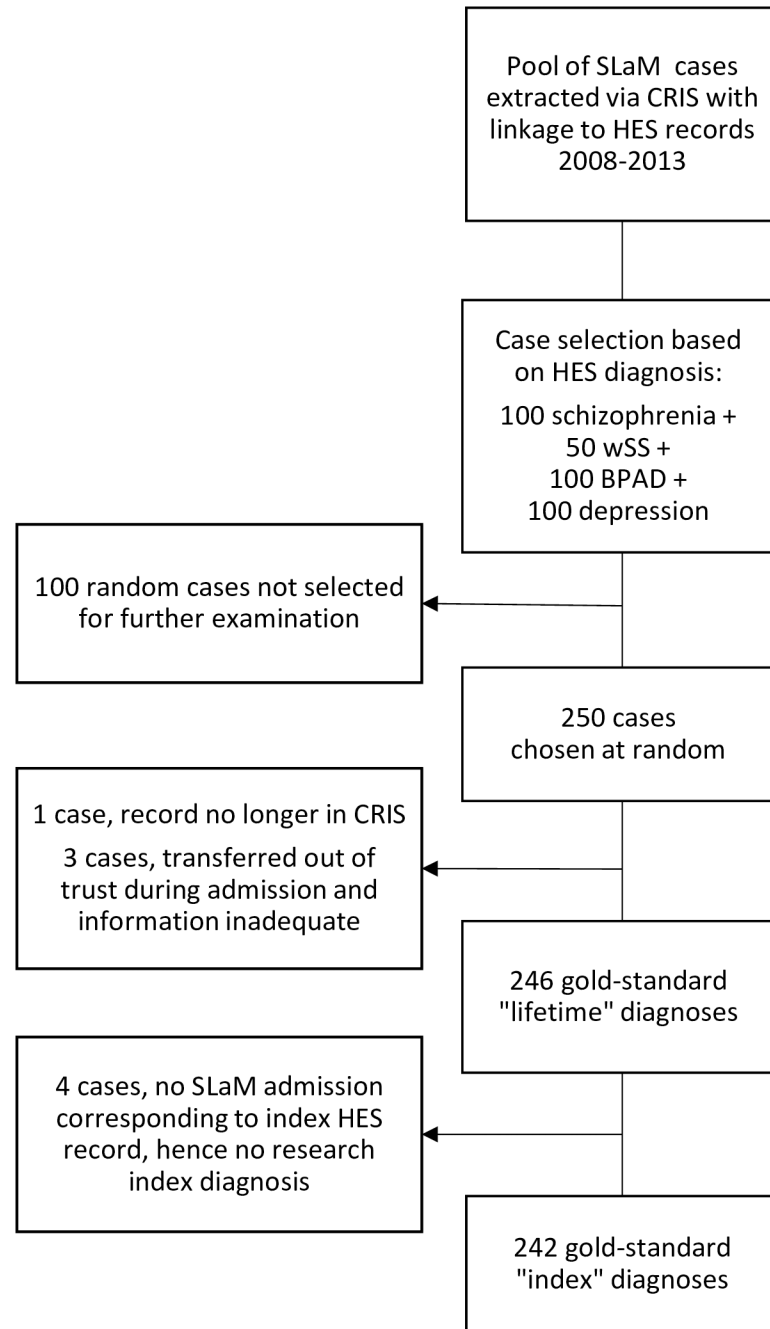 Pool of SLaM cases
extracted via CRIS with
linkage to HES records
2008-2013
Case selection based
on HES diagnosis:
100 schizophrenia +
50 wSS +
100 BPAD +
100 depression
100 random cases not selected
for further examination
250 cases
chosen at random
1 case, record no longer in CRIS
3 cases, transferred out of
trust during admission and
information inadequate
246 gold-standard
"lifetime" diagnoses
4 cases, no SLaM admission
corresponding to index HES
record, hence no research
index diagnosis
242 gold-standard
"index" diagnoses